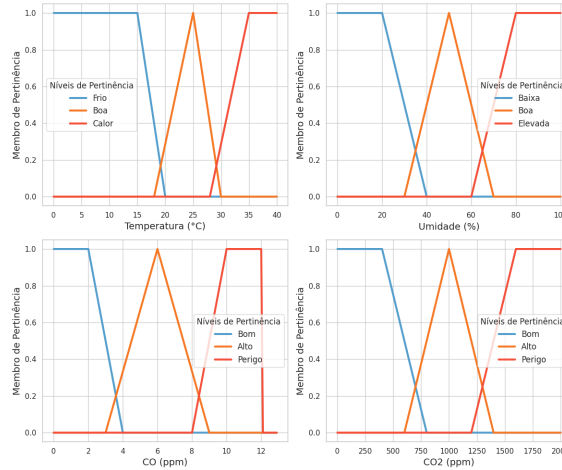 1.0
0.8
0.6
0.4
0.2
0.0
Membro de Pertinência
Níveis de Pertinência
Frio
Boa
Calor
0 5 10 15 20 25 30 35 40
Temperatura (°C)
1.0
0.8
0.6
0.4
0.2
0.0
Membro de Pertinência
Níveis de Pertinência
Baixa
Boa
Elevada
0 20 40 60 80 100
Umidade (%)
1.0
0.8
0.6
0.4
0.2
0.0
Membro de Pertinência
Níveis de Pertinência
Bom
Alto
Perigo
0 2 4 6 8 10 12
CO (ppm)
1.0
0.8
0.6
0.4
0.2
0.0
Membro de Pertinência
Níveis de Pertinência
Bom
Alto
Perigo
0 250 500 750 1000 1250 1500 1750 2000
CO2 (ppm)